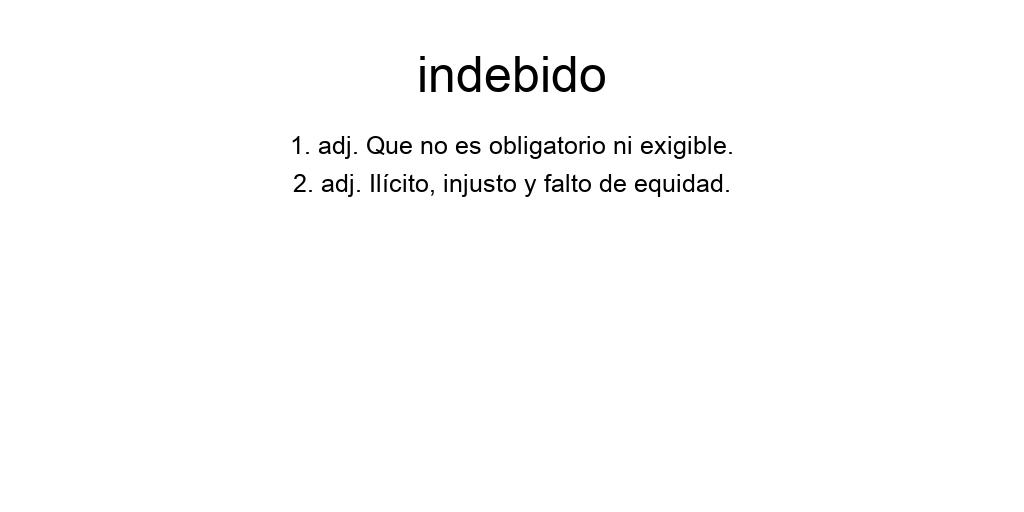 indebido
1. adj. Que no es obligatorio ni exigible.
2. adj. Ilícito, injusto y falto de equidad.